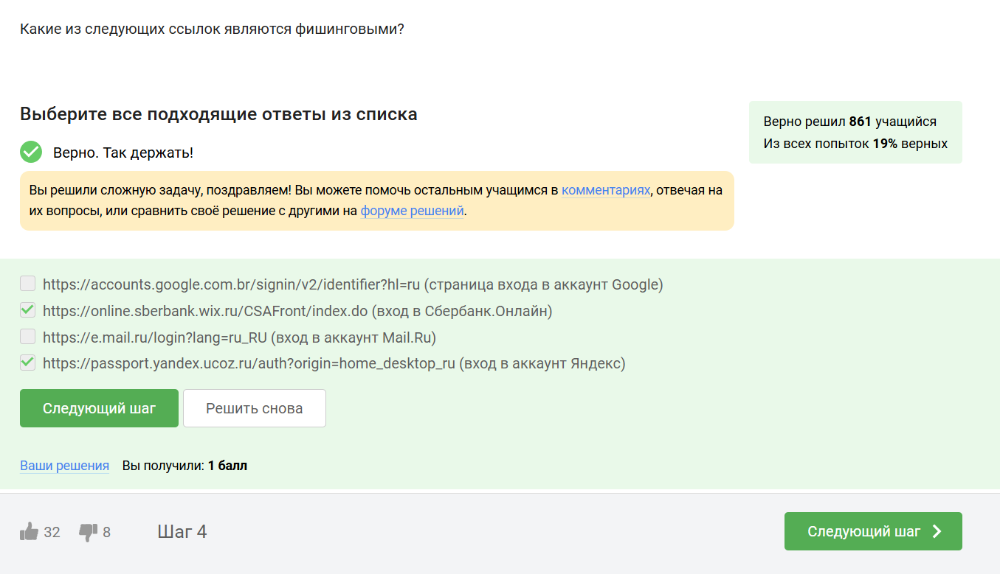 Какие из следующих ссылок являются фишинговыми?
Выберите все подходящие ответы из списка
Верно решил 861 учащийся
Из всех попыток 19% верных
Верно. Так держать!
Вы решили сложную задачу, поздравляем! Вы можете помочь остальным учащимся в комментариях, отвечая на
их вопросы, или сравнить своё решение с другими на форуме решений.
https://accounts.google.com.br/signin/v2/identifier?hl=ru (страница входа в аккаунт Google)
https://online.sberbank.wix.ru/CSAFront/index.do (вход в Сбербанк.Онлайн)
https://e.mail.ru/login?lang=ru_RU (вход в аккаунт Mail.Ru)
https://passport.yandex.ucoz.ru/auth?origin=home_desktop_ru (вход в аккаунт Яндекс)
Следующий шаг
Решить снова
Ваши решения Вы получили: 1 балл
32 8 Шаг 4 Следующий шаг